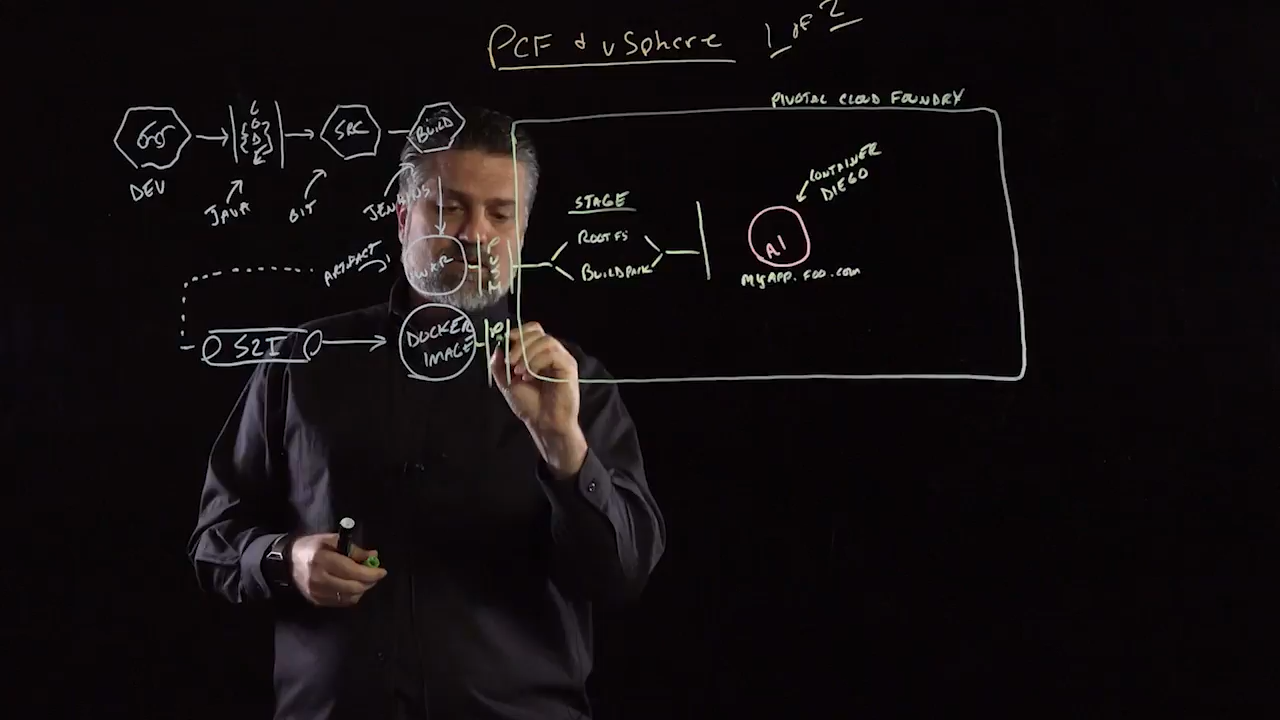 PCF & vSphere 1 of 2
PIVOTAL CLOUD FOUNDRY
CODE
SRC
BUILD
DEV
JAVA
GIT
JENKINS
CONTAINER
DIEGO
STAGE
ROOTFS
BUILDPACK
A1
MYAPP.FOO.COM
ARTIFACT
S2I
DOCKER
IMAGE
P